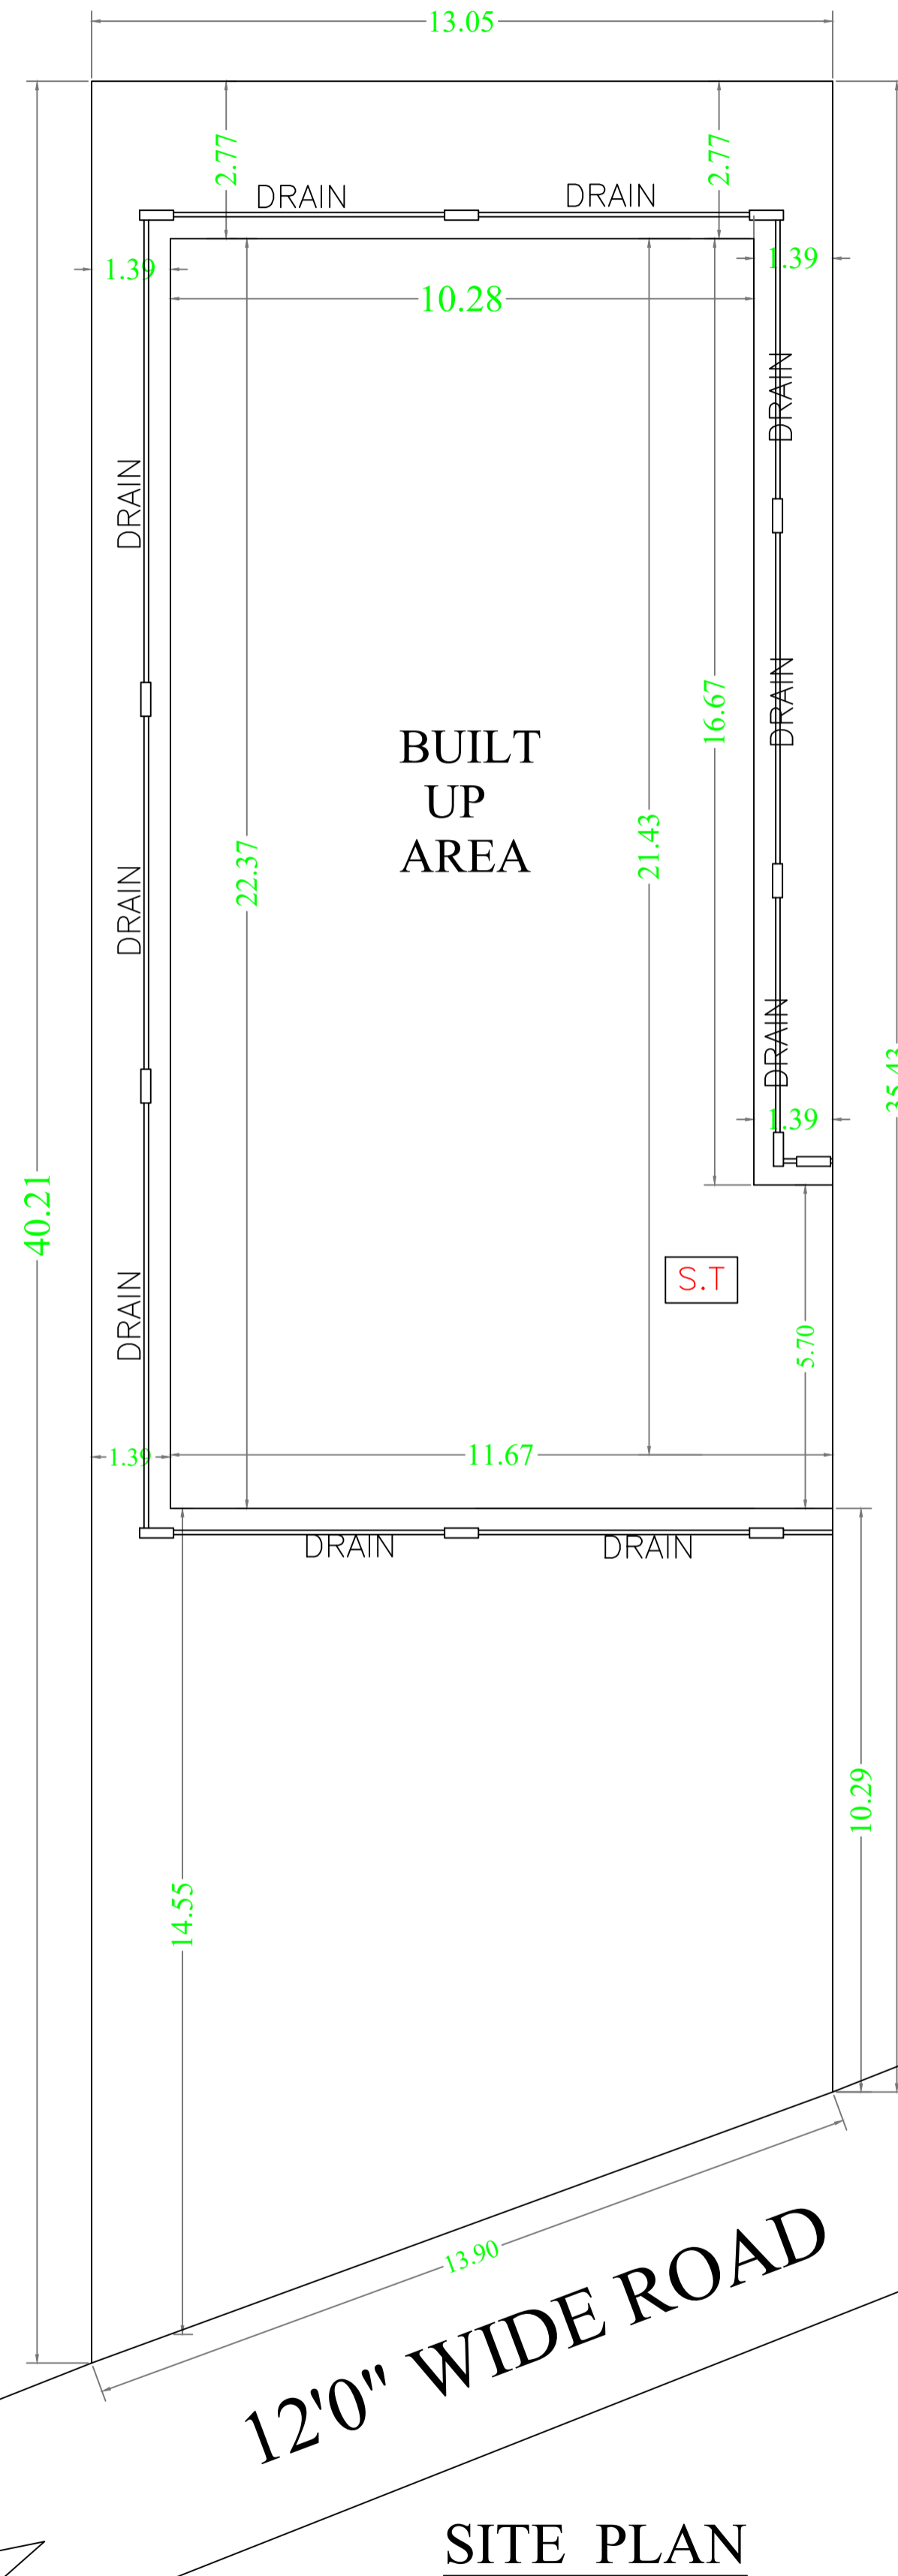 13.05
2.77
2.77
DRAIN
DRAIN
1.39
1.39
10.28
DRAIN
DRAIN
DRAIN
16.67
BUILT
UP
AREA
21.43
22.37
DRAIN
DRAIN
35.43
1.39
40.21
S.T
DRAIN
5.70
1.39
11.67
DRAIN
DRAIN
10.29
14.55
13.90
12'0" WIDE ROAD
SITE PLAN